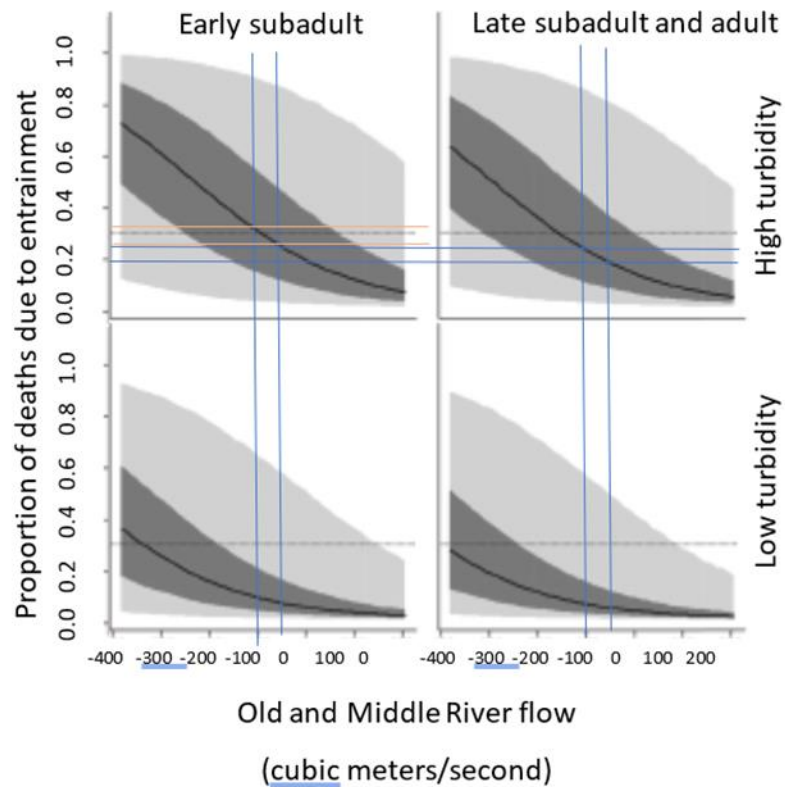 Early subadult
Late subadult and adult
Proportion of deaths due to entrainment
1.0
0.8
0.6
0.4
0.2
0.0
High turbidity
1.0
0.8
0.6
0.4
0.2
0.0
Low turbidity
-400 -300 -200 -100 0 100 0
-400 -300 -200 -100 0 100 200
Old and Middle River flow
(cubic meters/second)